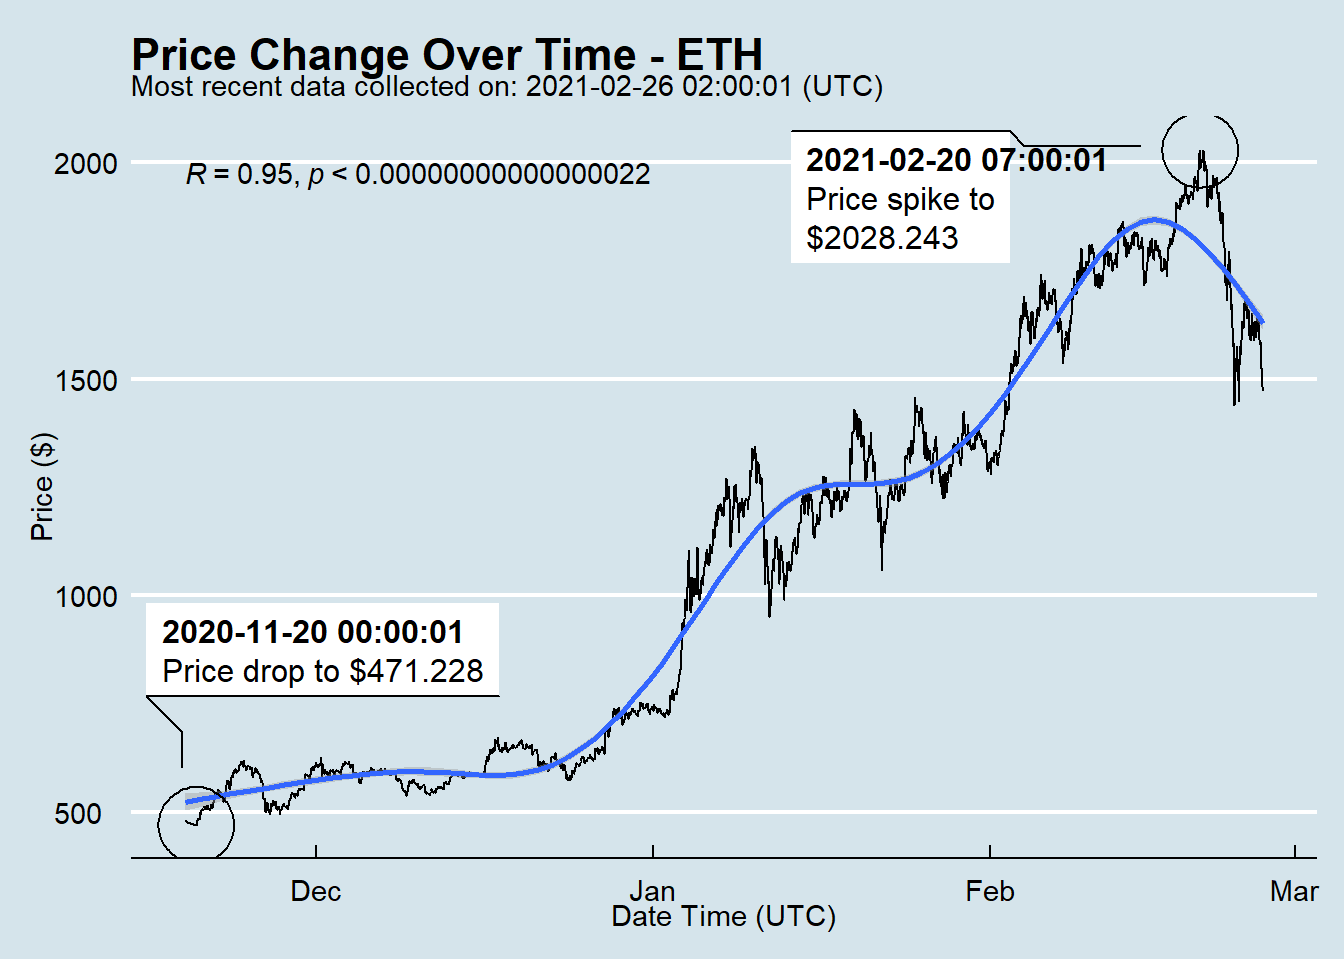 Price Change Over Time - ETH
Most recent data collected on: 2021-02-26 02:00:01 (UTC)
R = 0.95, p < 0.00000000000000022
2021-02-20 07:00:01
Price spike to
$2028.243
2000
1500
1000
500
Price ($)
2020-11-20 00:00:01
Price drop to $471.228
Dec
Jan
Feb
Mar
Date Time (UTC)